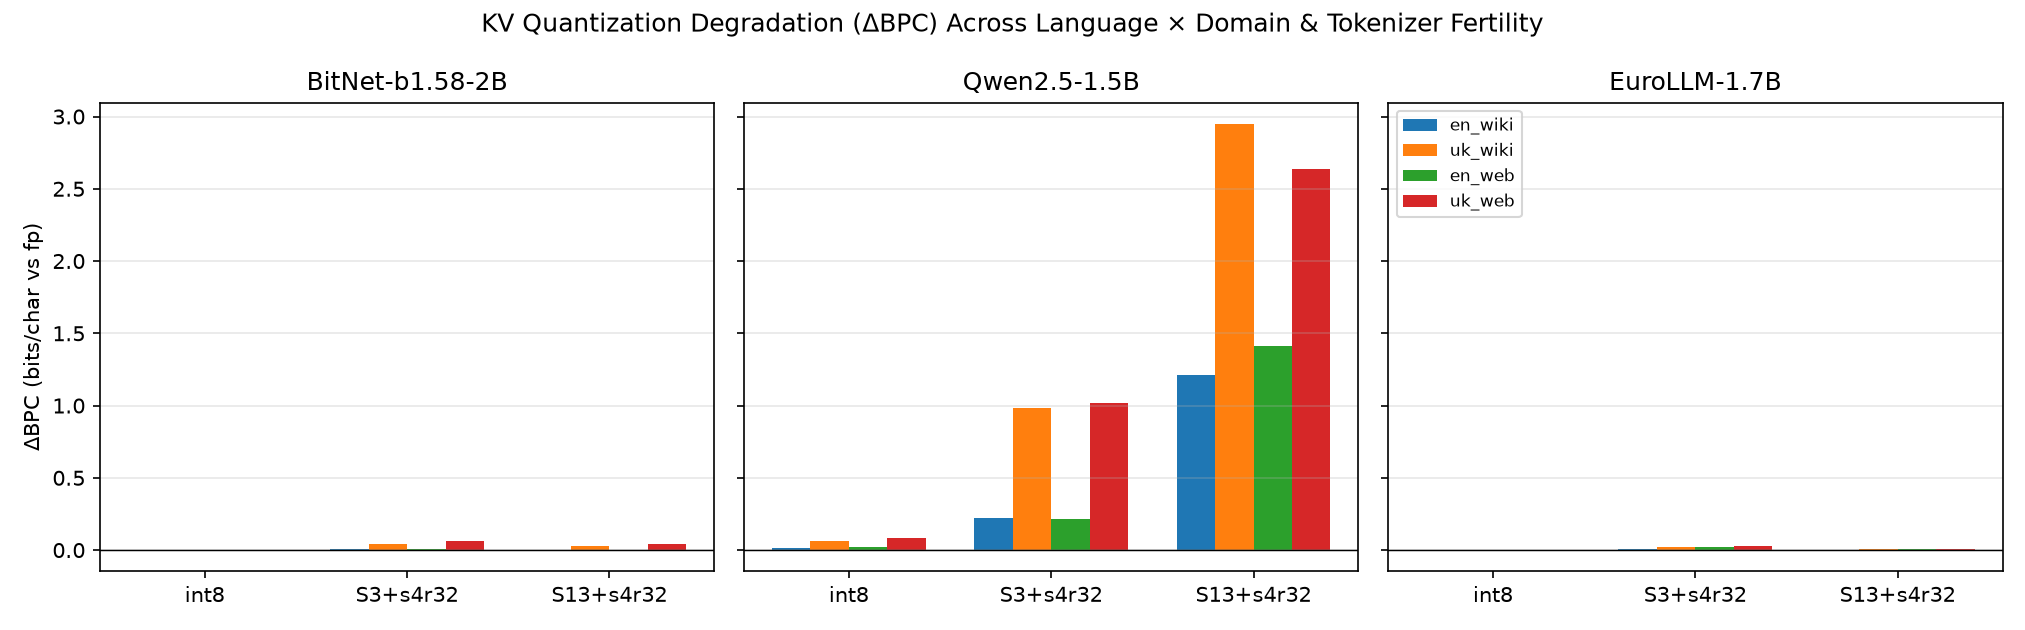 KV Quantization Degradation (ΔBPC) Across Language × Domain & Tokenizer Fertility
BitNet-b1.58-2B
Qwen2.5-1.5B
EuroLLM-1.7B
ΔBPC (bits/char vs fp)
3.0
2.5
2.0
1.5
1.0
0.5
0.0
en_wiki
uk_wiki
en_web
uk_web
int8
S3+s4r32
S13+s4r32
int8
S3+s4r32
S13+s4r32
int8
S3+s4r32
S13+s4r32